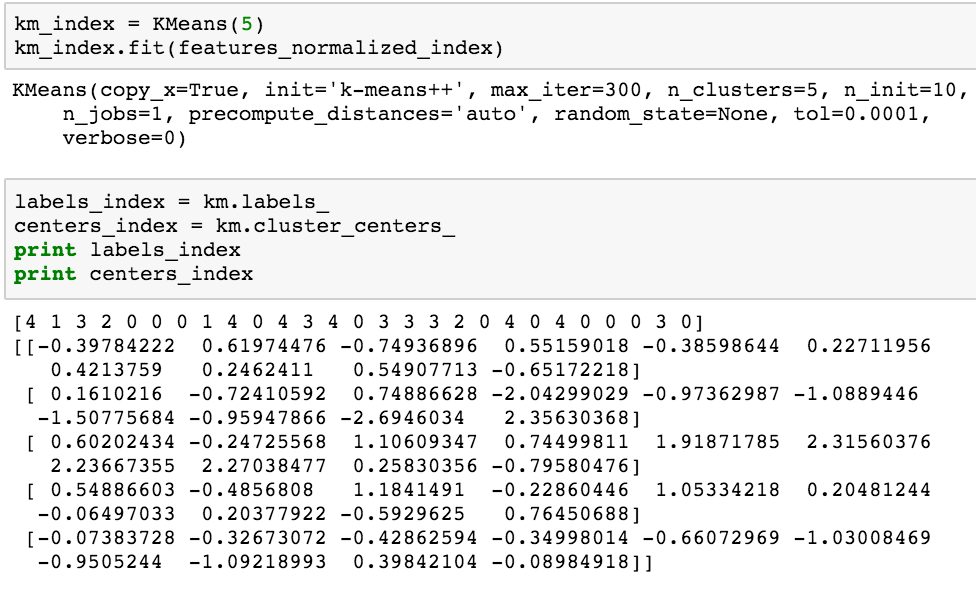 km_index = KMeans(5)
km_index.fit(features_normalized_index)
KMeans(copy_x=True, init='k-means++', max_iter=300, n_clusters=5, n_init=10,
n_jobs=1, precompute_distances='auto', random_state=None, tol=0.0001,
verbose=0)
labels_index = km.labels_
centers_index = km.cluster_centers_
print labels_index
print centers_index
[4 1 3 2 0 0 0 1 4 0 4 3 4 0 3 3 3 2 0 4 0 4 0 0 0 3 0]
[[-0.39784222 0.61974476 -0.74936896 0.55159018 -0.38598644 0.22711956
0.4213759 0.2462411 0.54907713 -0.65172218]
[ 0.1610216 -0.72410592 0.74886628 -2.04299029 -0.97362987 -1.0889446
-1.50775684 -0.95947866 -2.6946034 2.35630368]
[ 0.60202434 -0.24725568 1.10609347 0.74499811 1.91871785 2.31560376
2.23667355 2.27038477 0.25830356 -0.79580476]
[ 0.54886603 -0.4856808 1.1841491 -0.22860446 1.05334218 0.20481244
-0.06497033 0.20377922 -0.5929625 0.76450688]
[-0.07383728 -0.32673072 -0.42862594 -0.34998014 -0.66072969 -1.03008469
-0.9505244 -1.09218993 0.39842104 -0.08984918]]